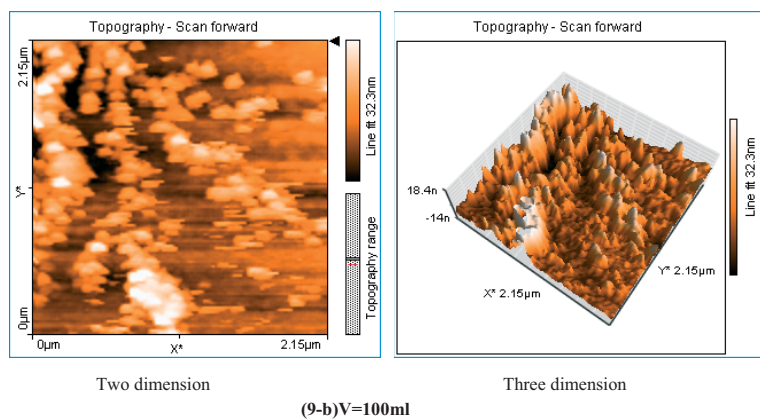 Topography - Scan forward
2.15µm
Y*
0µm
0µm
X*
2.15µm
Line fit 32.3nm
Topography range
Topography - Scan forward
18.4n
-14n
X* 2.15µm
Y* 2.15µm
Line fit 32.3nm
Two dimension
Three dimension
(9-b)V=100ml